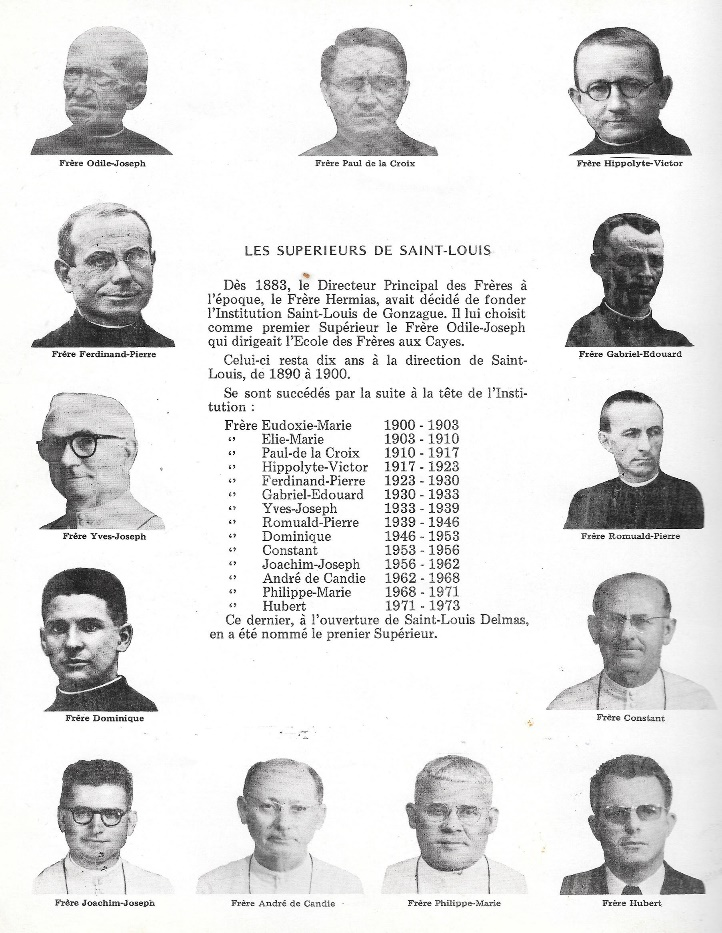 Frère Odile-Joseph
Frère Paul de la Croix
Frère Hippolyte-Victor
LES SUPERIEURS DE SAINT-LOUIS
Dès 1883, le Directeur Principal des Frères à
l'époque, le Frère Hermias, avait décidé de fonder
l'Institution Saint-Louis de Gonzague. Il lui choisit
comme premier Supérieur le Frère Odile-Joseph
qui dirigeait l'Ecole des Frères aux Cayes.
Celui-ci resta dix ans à la direction de Saint-
Louis, de 1890 à 1900.
Se sont succédés par la suite à la tête de l'Insti-
tution :
Frère Eudoxie-Marie 1900 - 1903
“ Elie-Marie 1903 - 1910
“ Paul-de la Croix 1910 - 1917
“ Hippolyte-Victor 1917 - 1923
“ Ferdinand-Pierre 1923 - 1930
“ Gabriel-Edouard 1930 - 1933
“ Yves-Joseph 1933 - 1939
“ Romuald-Pierre 1939 - 1946
“ Dominique 1946 - 1953
“ Constant 1953 - 1956
“ Joachim-Joseph 1956 - 1962
“ André de Candie 1962 - 1968
“ Philippe-Marie 1968 - 1971
“ Hubert 1971 - 1973
Ce dernier, à l'ouverture de Saint-Louis Delmas,
en a été nommé le prenier Supérieur.
Frère Ferdinand-Pierre
Frère Gabriel-Edouard
Frère Yves-Joseph
Frère Romuald-Pierre
Frère Dominique
Frère Constant
Frère Joachim-Joseph
Frère André de Candie
Frère Philippe-Marie
Frère Hubert